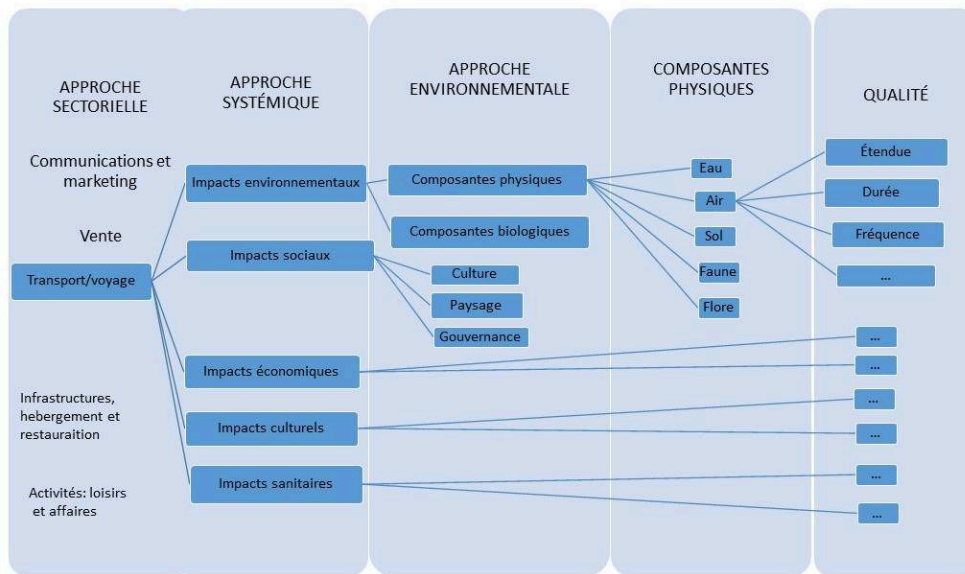 APPROCHE
SECTORIELLE
APPROCHE
SYSTÉMIQUE
APPROCHE
ENVIRONNEMENTALE
COMPOSANTES
PHYSIQUES
QUALITÉ
Communications et
marketing
Vente
Transport/voyage
Infrastructures,
hebergement et
restauraition
Activités: loisirs
et affaires
Impacts environnementaux
Impacts sociaux
Impacts économiques
Impacts culturels
Impacts sanitaires
Composantes physiques
Composantes biologiques
Culture
Paysage
Gouvernance
Eau
Air
Sol
Faune
Flore
Étendue
Durée
Fréquence
...
...
...
...
...
...
...